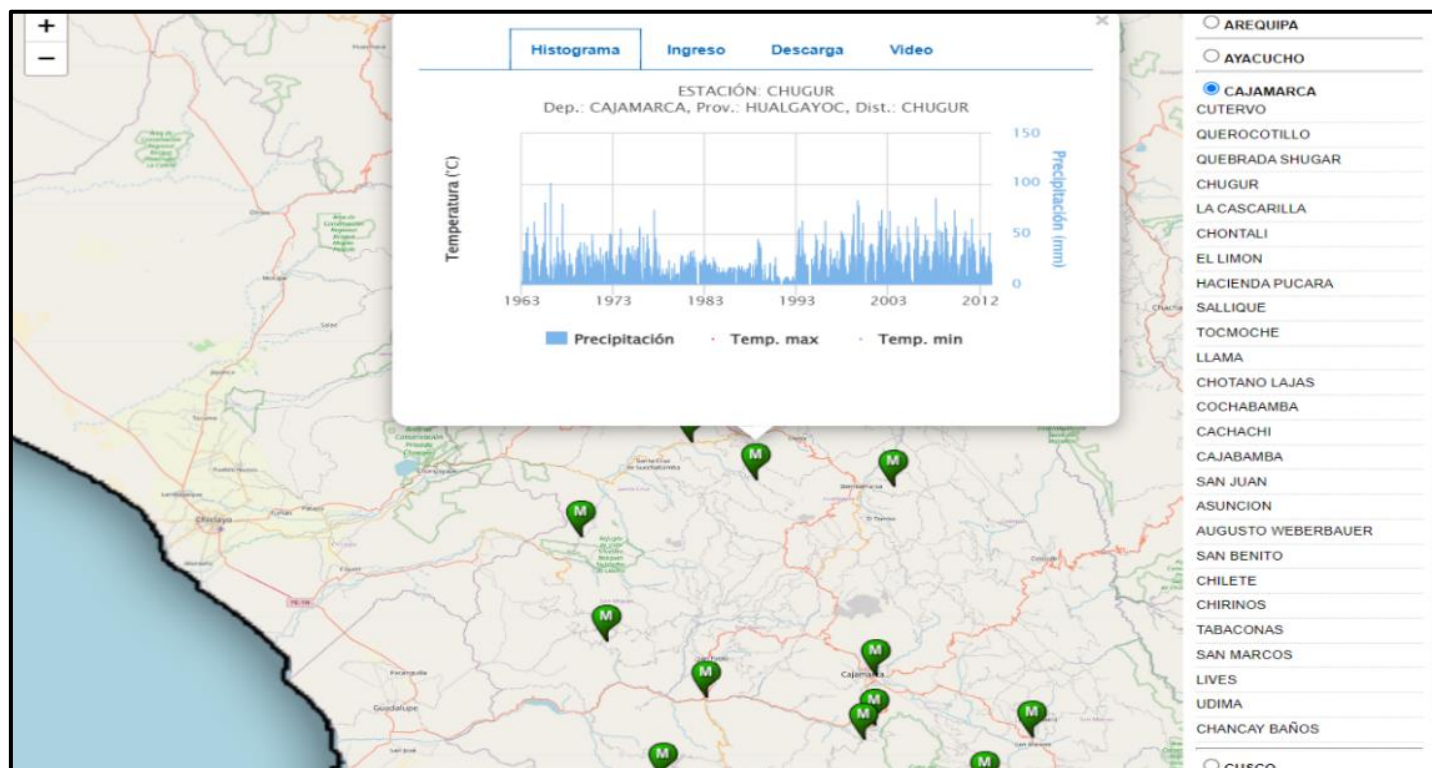 +
−
×
Histograma Ingreso Descarga Video
ESTACIÓN: CHUGUR
Dep.: CAJAMARCA, Prov.: HUALGAYOC, Dist.: CHUGUR
Temperatura (°C)
150
100
50
0
Precipitación (mm)
1963 1973 1983 1993 2003 2012
Precipitación Temp. max Temp. min
M
M
M
M
M
M
M
M
M
M
M
M
Chiclayo
Cajamarca
Guadalupe
San José
AREQUIPA
AYACUCHO
CAJAMARCA
CUTERVO
QUEROCOTILLO
QUEBRADA SHUGAR
CHUGUR
LA CASCARILLA
CHONTALI
EL LIMON
HACIENDA PUCARA
SALLIQUE
TOCMOCHE
LLAMA
CHOTANO LAJAS
COCHABAMBA
CACHACHI
CAJABAMBA
SAN JUAN
ASUNCION
AUGUSTO WEBERBAUER
SAN BENITO
CHILETE
CHIRINOS
TABACONAS
SAN MARCOS
LIVES
UDIMA
CHANCAY BAÑOS
CUSCO